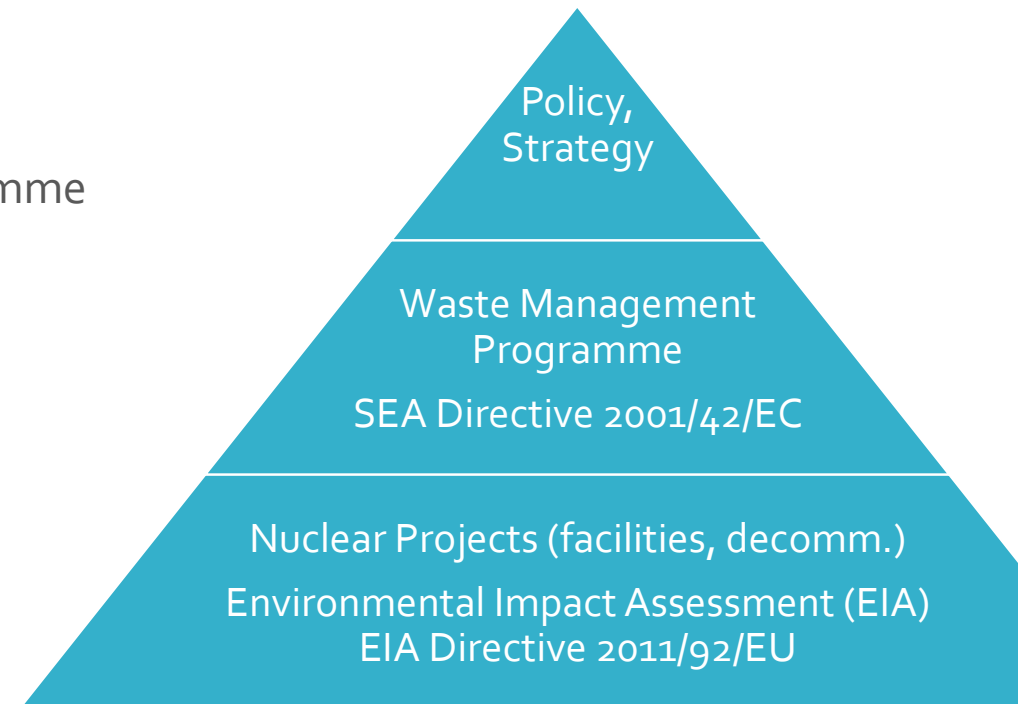 Policy,
Strategy
mme
Waste Management
Programme
SEA Directive 2001/42/EC
Nuclear Projects (facilities, decomm.)
Environmental Impact Assessment (EIA)
EIA Directive 2011/92/EU